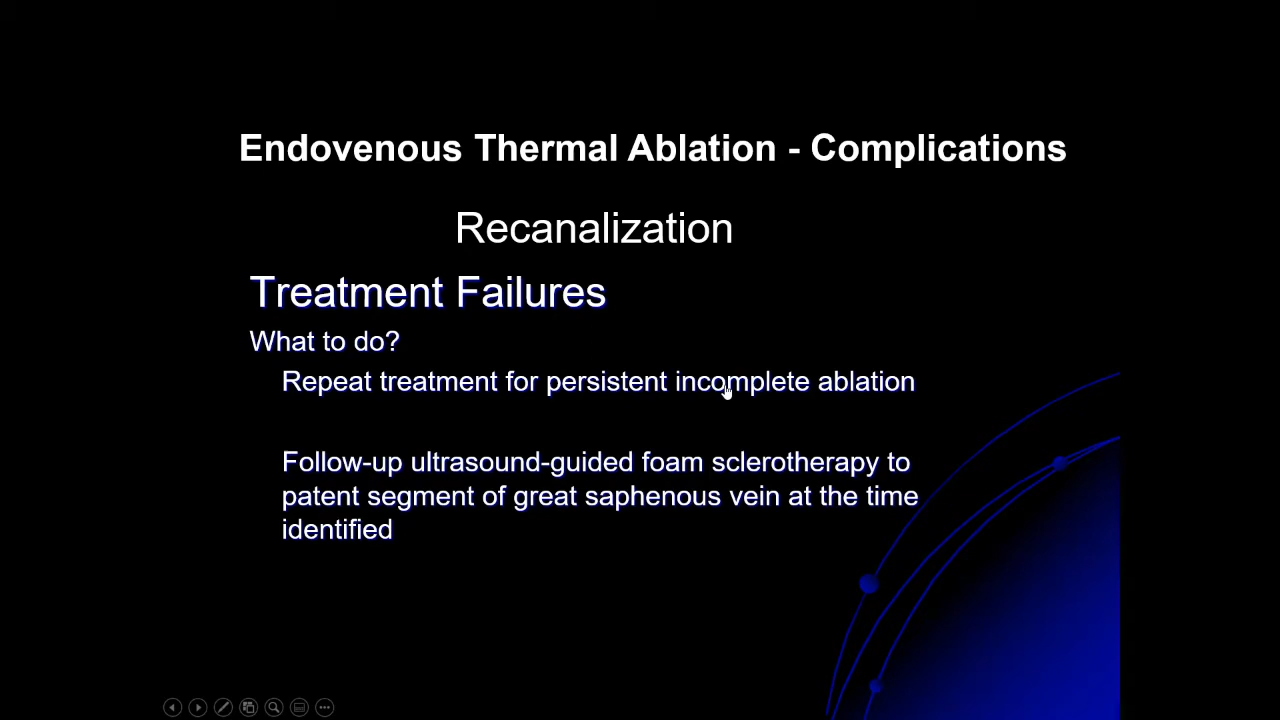 Endovenous Thermal Ablation - Complications
Recanalization
Treatment Failures
What to do?
Repeat treatment for persistent incomplete ablation
Follow-up ultrasound-guided foam sclerotherapy to
patent segment of great saphenous vein at the time
identified